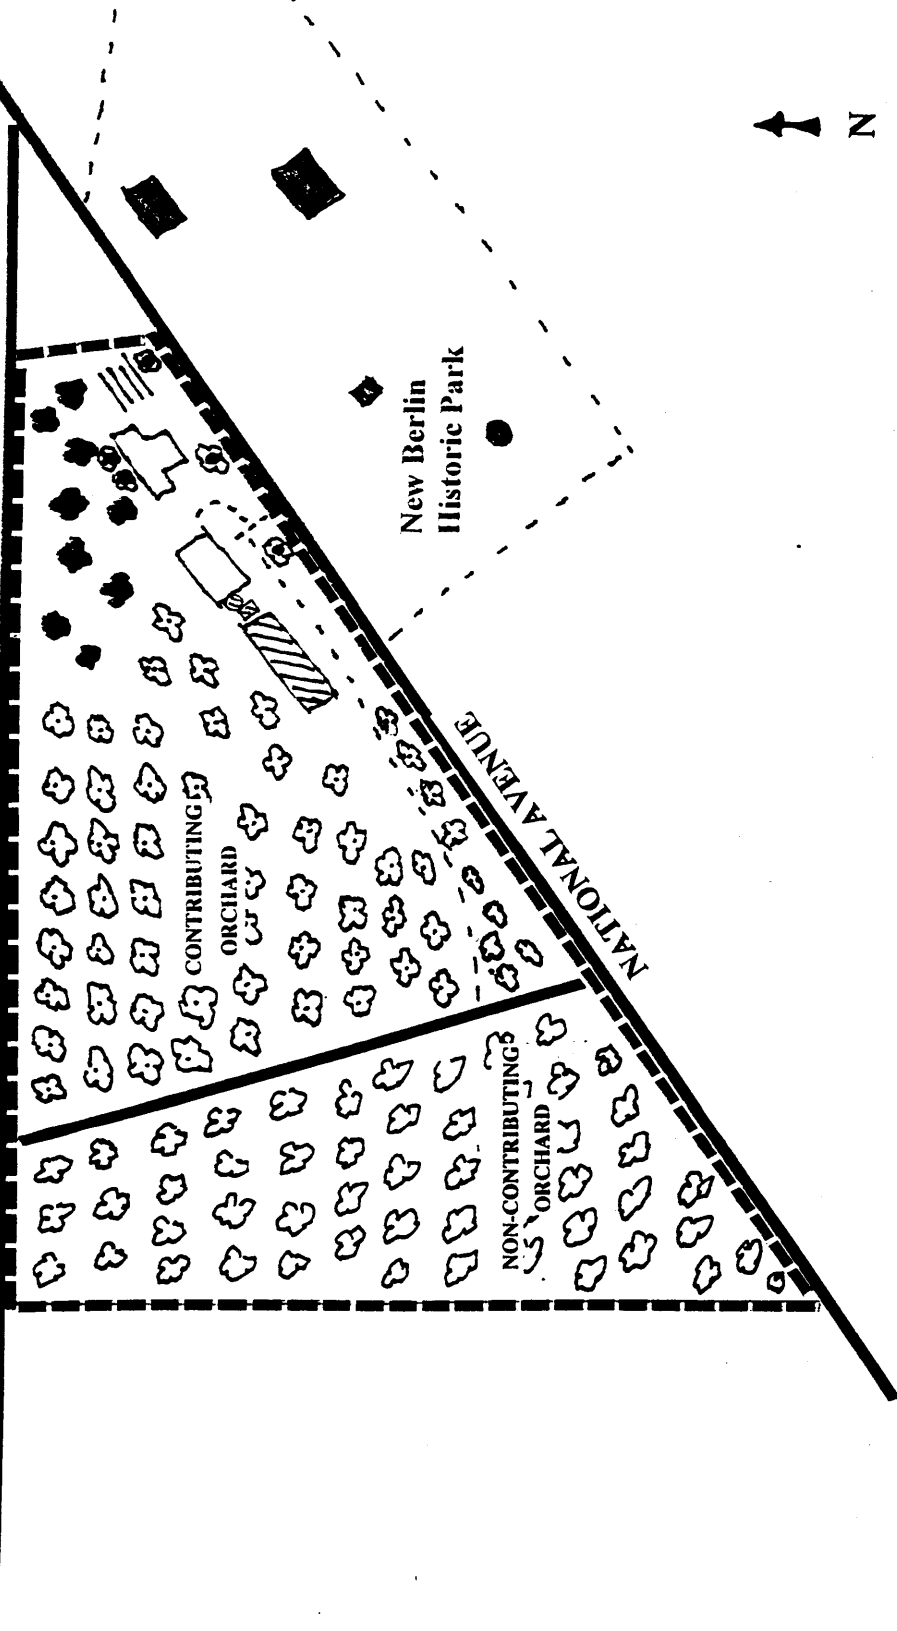 N
New Berlin
Historic Park
NATIONAL AVENUE
CONTRIBUTING
ORCHARD
NON-CONTRIBUTING
ORCHARD